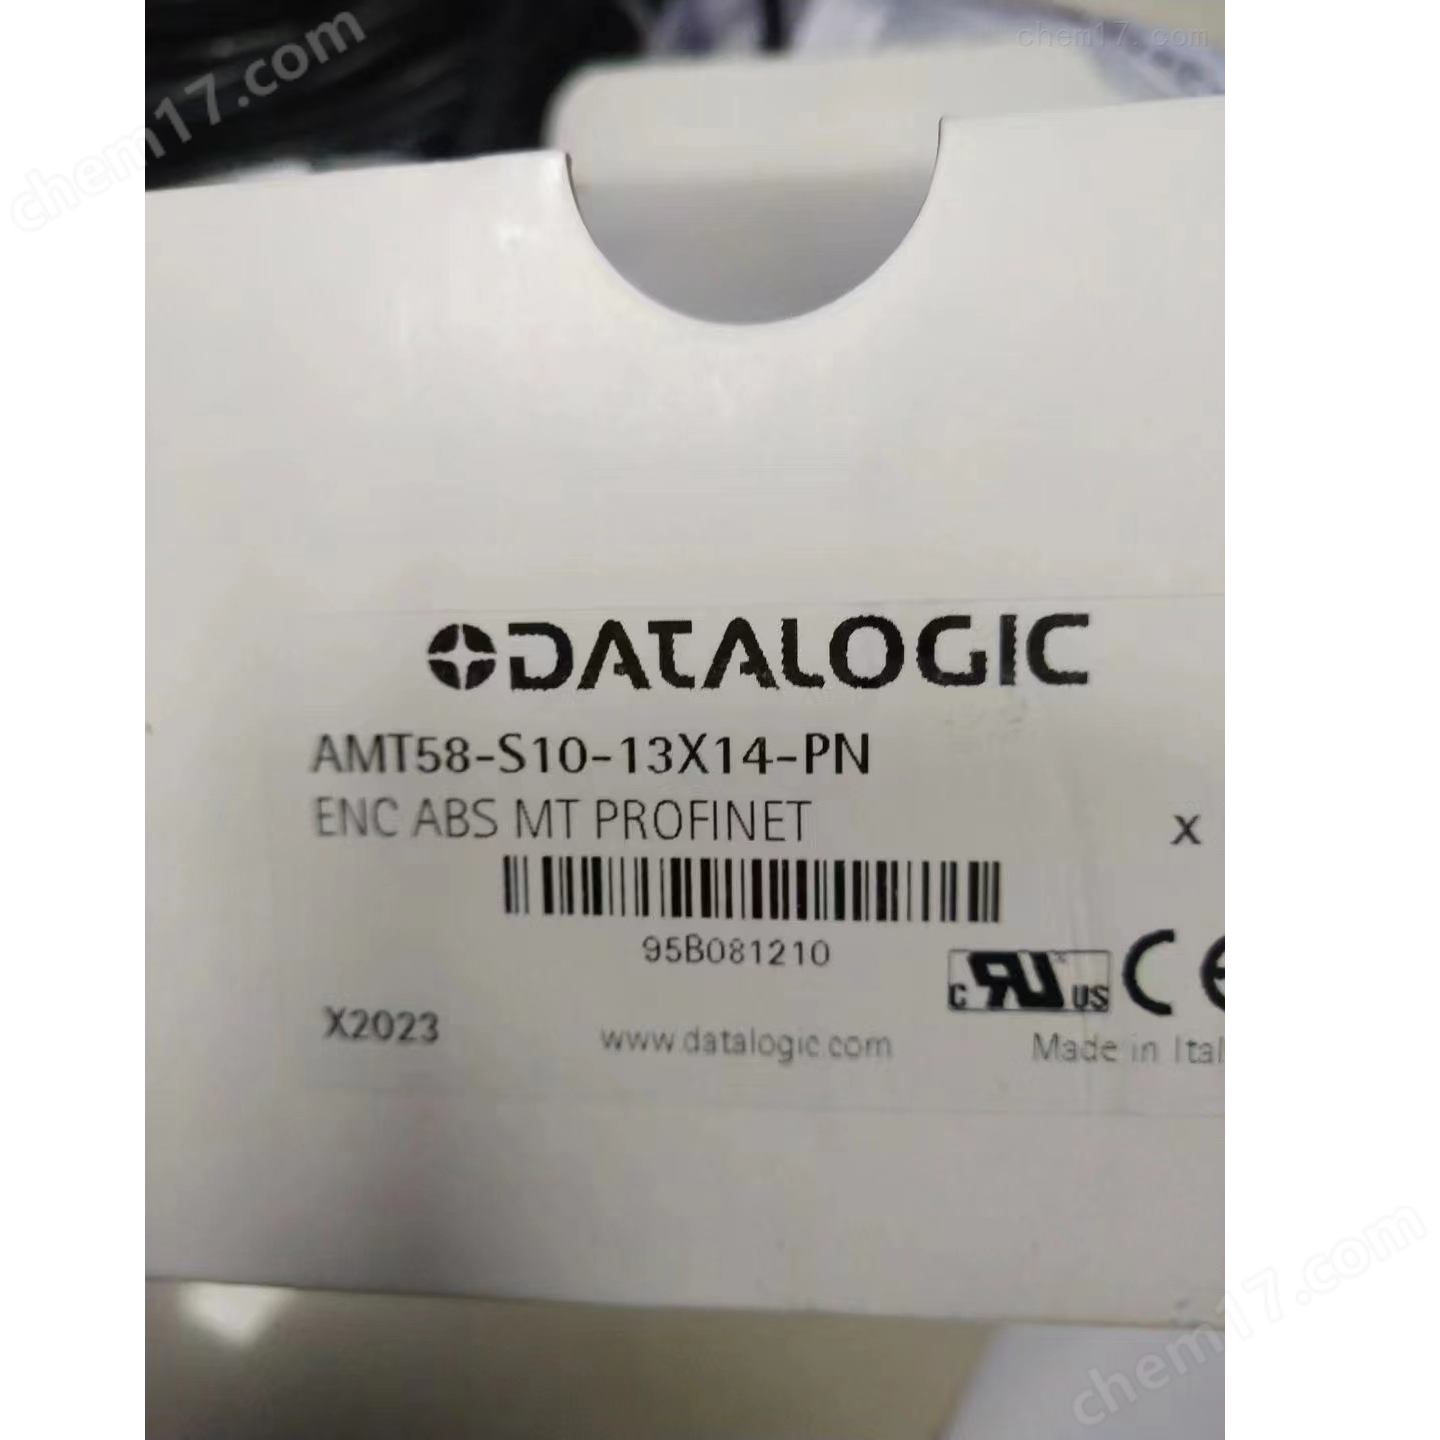 chem17.com
chem17.com
DATALOGIC
AMT58-S10-13X14-PN
ENC ABS MT PROFINET
x
95B081210
c RU US CE
X2023
www.datalogic.com
Made in Ital
chem17.com